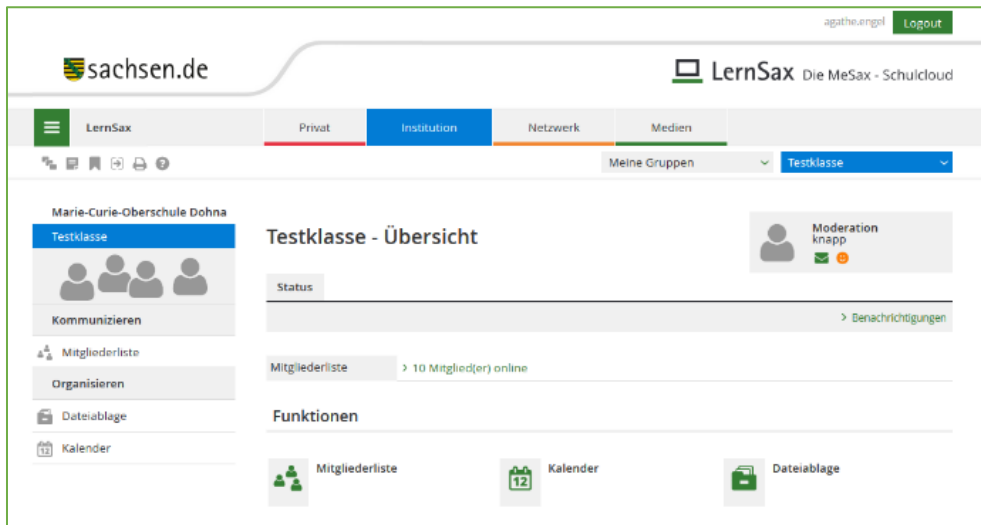 agathe.engel Logout
sachsen.de
LernSax Die MeSax - Schulcloud
LernSax Privat Institution Netzwerk Medien
Meine Gruppen Testklasse
Marie-Curie-Oberschule Dohna
Testklasse
Testklasse - Übersicht
Moderation
knapp
Status
Kommunizieren
> Benachrichtigungen
Mitgliederliste
Mitgliederliste > 10 Mitglied(er) online
Organisieren
Dateiablage
Funktionen
12 Kalender
Mitgliederliste 12 Kalender Dateiablage